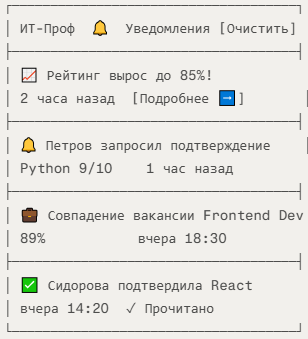 ИТ-Проф 🔔 Уведомления [Очистить]
📈 Рейтинг вырос до 85%!
2 часа назад [Подробнее ➡️]
🔔 Петров запросил подтверждение
Python 9/10 1 час назад
💼 Совпадение вакансии Frontend Dev
89% вчера 18:30
✅ Сидорова подтвердила React
вчера 14:20 ✓ Прочитано